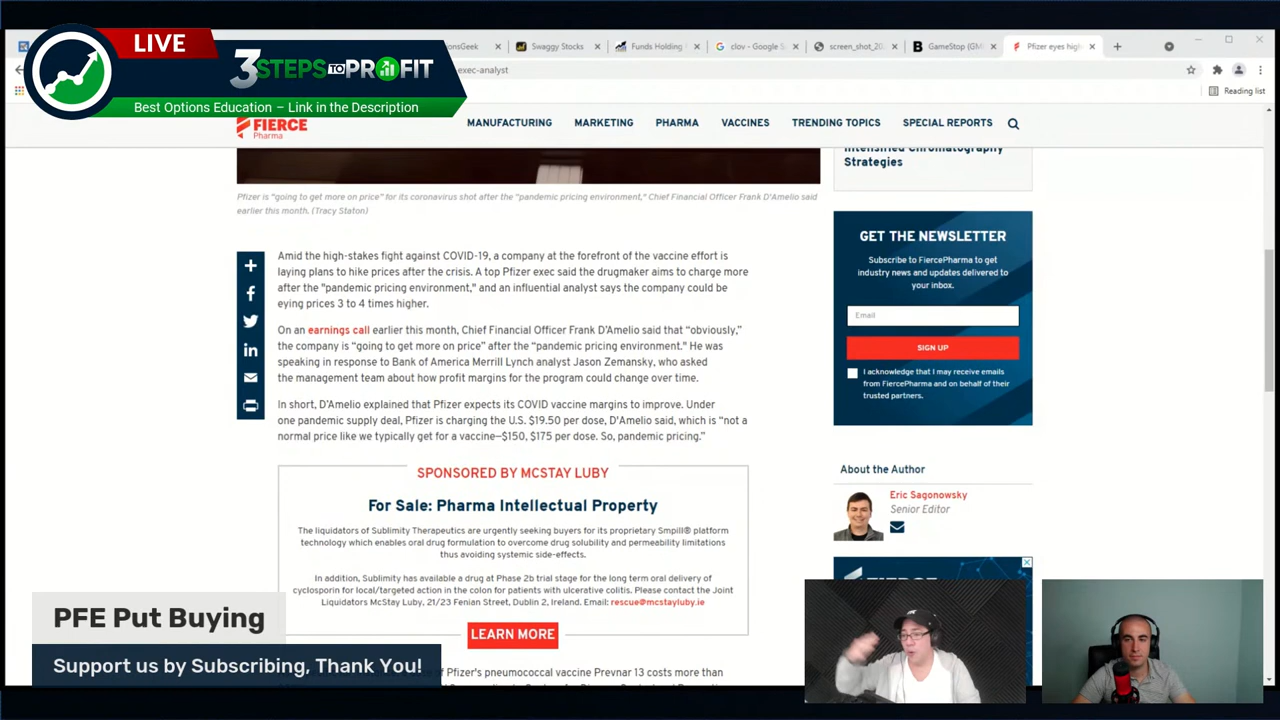 LIVE
3 STEPS TO PROFIT
Best Options Education – Link in the Description
onsGeek
Swaggy Stocks
Funds Holding
clov - Google S
screen_shot_20
GameStop (GM
Pfizer eyes high
exec-analyst
Reading list
FIERCE
Pharma
MANUFACTURING
MARKETING
PHARMA
VACCINES
TRENDING TOPICS
SPECIAL REPORTS
Intensified Chromatography
Strategies
Pfizer is "going to get more on price" for its coronavirus shot after the "pandemic pricing environment," Chief Financial Officer Frank D'Amelio said
earlier this month. (Tracy Staton)
Amid the high-stakes fight against COVID-19, a company at the forefront of the vaccine effort is
laying plans to hike prices after the crisis. A top Pfizer exec said the drugmaker aims to charge more
after the "pandemic pricing environment," and an influential analyst says the company could be
eying prices 3 to 4 times higher.
On an earnings call earlier this month, Chief Financial Officer Frank D'Amelio said that "obviously,"
the company is "going to get more on price" after the "pandemic pricing environment." He was
speaking in response to Bank of America Merrill Lynch analyst Jason Zemansky, who asked
the management team about how profit margins for the program could change over time.
In short, D'Amelio explained that Pfizer expects its COVID vaccine margins to improve. Under
one pandemic supply deal, Pfizer is charging the U.S. $19.50 per dose, D'Amelio said, which is "not a
normal price like we typically get for a vaccine—$150, $175 per dose. So, pandemic pricing."
SPONSORED BY MCSTAY LUBY
For Sale: Pharma Intellectual Property
The liquidators of Sublimity Therapeutics are urgently seeking buyers for its proprietary Smpill® platform
technology which enables oral drug formulation to overcome drug solubility and permeability limitations
thus avoiding systemic side-effects.
In addition, Sublimity has available a drug at Phase 2b trial stage for the long term oral delivery of
cyclosporin for local/targeted action in the colon for patients with ulcerative colitis. Please contact the Joint
Liquidators McStay Luby, 21/23 Fenian Street, Dublin 2, Ireland. Email: rescue@mcstayluby.ie
LEARN MORE
of Pfizer's pneumococcal vaccine Prevnar 13 costs more than
GET THE NEWSLETTER
Subscribe to FiercePharma to get
industry news and updates delivered to
your inbox.
Email
SIGN UP
I acknowledge that I may receive emails
from FiercePharma and on behalf of their
trusted partners.
About the Author
Eric Sagonowsky
Senior Editor
PFE Put Buying
Support us by Subscribing, Thank You!